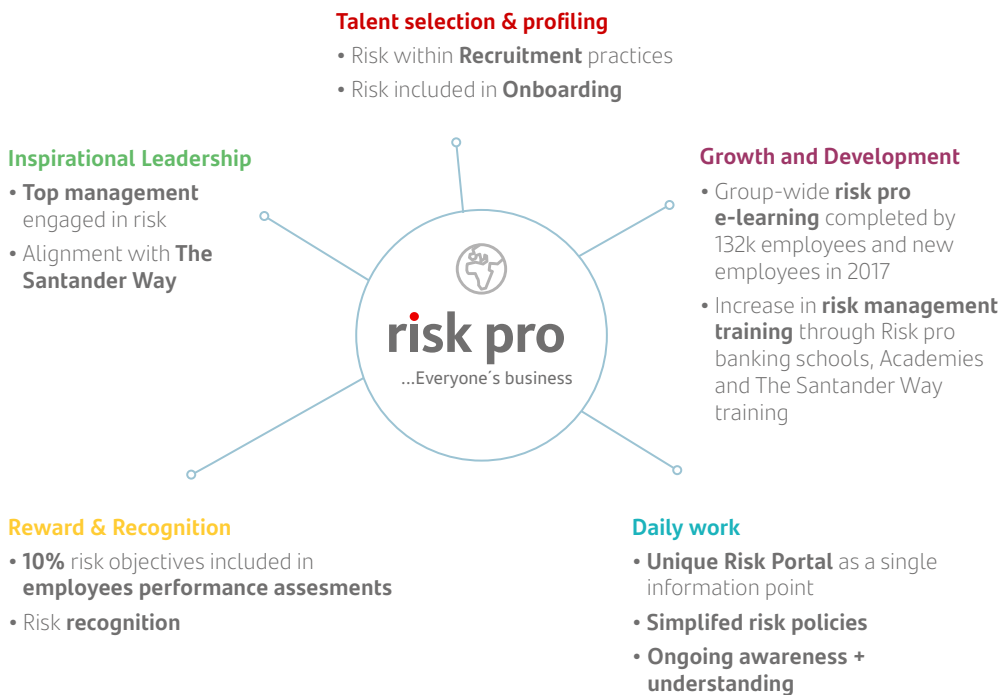 Talent selection & profiling
• Risk within Recruitment practices
• Risk included in Onboarding
Inspirational Leadership
• Top management
engaged in risk
• Alignment with The
Santander Way
Growth and Development
• Group-wide risk pro
e-learning completed by
132k employees and new
employees in 2017
• Increase in risk management
training through Risk pro
banking schools, Academies
and The Santander Way
training
risk pro
...Everyone´s business
Reward & Recognition
• 10% risk objectives included in
employees performance assesments
• Risk recognition
Daily work
• Unique Risk Portal as a single
information point
• Simplifed risk policies
• Ongoing awareness +
understanding